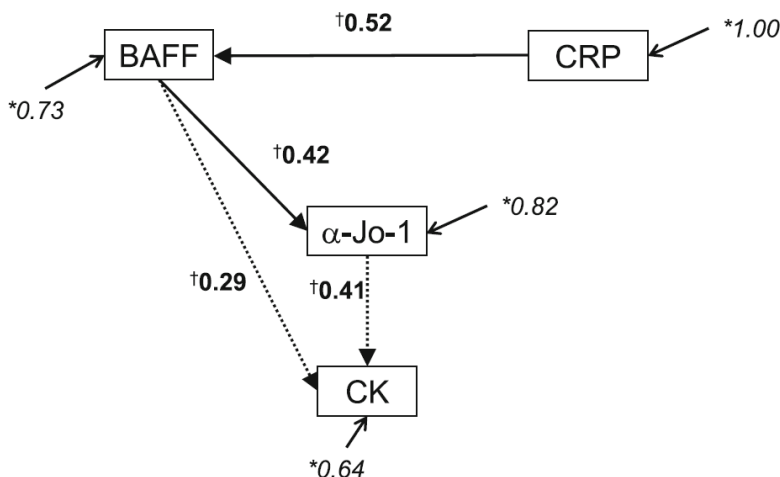 †0.52
*1.00
BAFF
CRP
*0.73
†0.42
*0.82
α-Jo-1
†0.29
†0.41
CK
*0.64